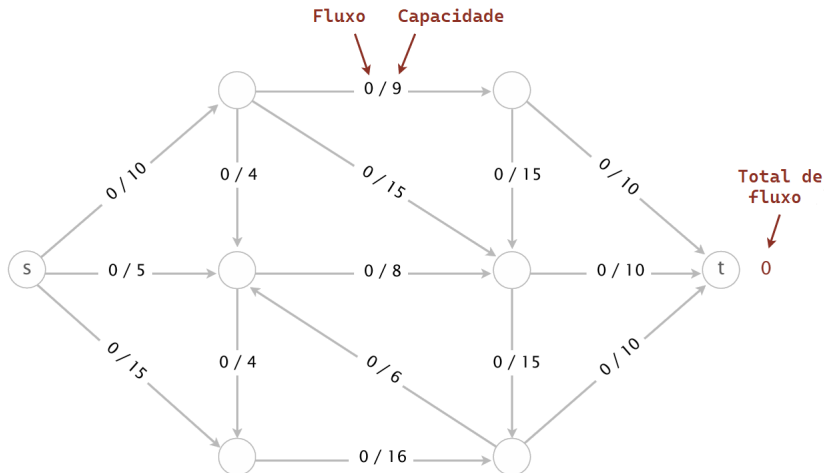 Fluxo Capacidade
0 / 9
0 / 10
0 / 4
0 / 15
0 / 15
0 / 10
Total de
fluxo
s
0 / 5
0 / 8
0 / 10
t
0
0 / 15
0 / 4
0 / 6
0 / 15
0 / 10
0 / 16